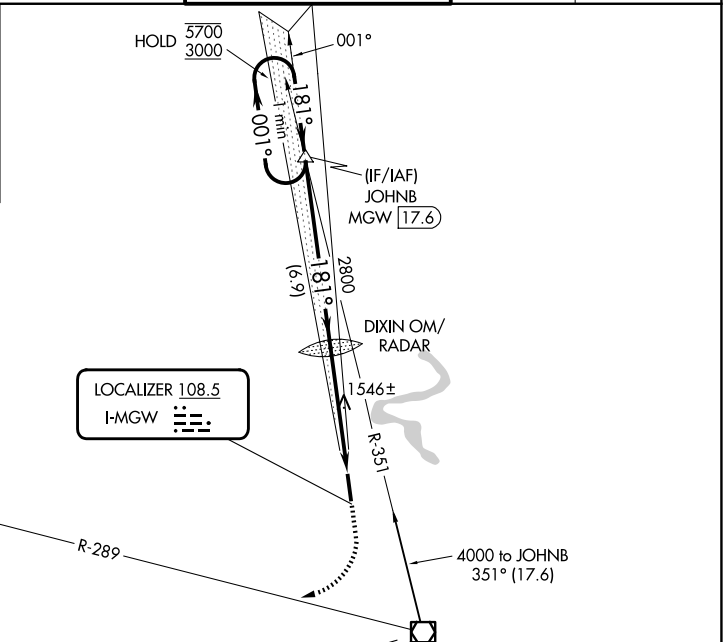 HOLD 5700
3000
001°
181°
1 min
001°
(IF/IAF)
JOHNB
MGW 17.6
(6.9)
181°
2800
DIXIN OM/
RADAR
LOCALIZER 108.5
I-MGW
1546±
R-351
R-289
4000 to JOHNB
351° (17.6)